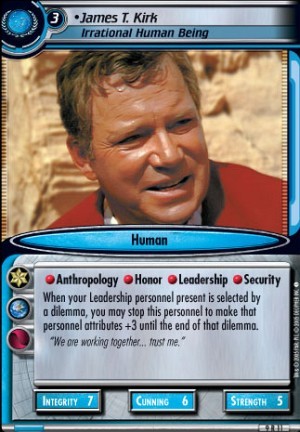 3 •James T. Kirk
Irrational Human Being
Human
Anthropology Honor Leadership Security
When your Leadership personnel present is selected by
a dilemma, you may stop this personnel to make that
personnel attributes +3 until the end of that dilemma.
"We are working together... trust me."
INTEGRITY 7 CUNNING 6 STRENGTH 5